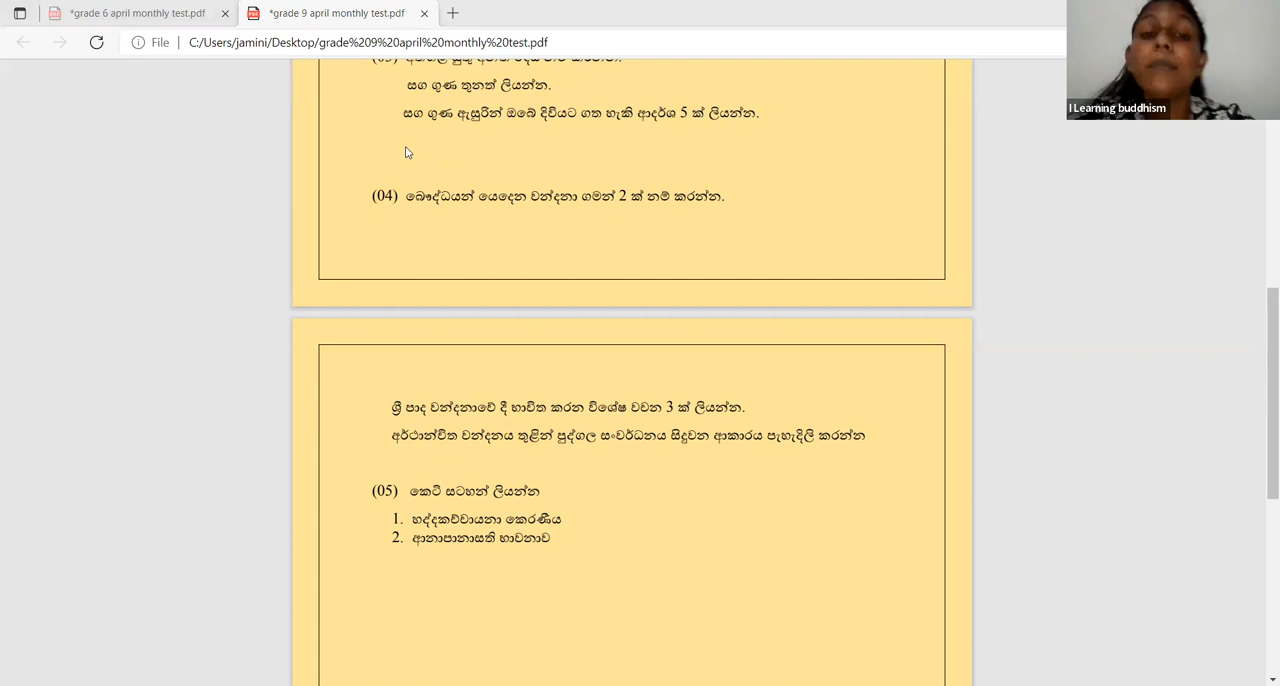 *grade 6 april monthly test.pdf
*grade 9 april monthly test.pdf
File
C:/Users/jamini/Desktop/grade%209%20april%20monthly%20test.pdf
I Learning buddhism
සග ගුණ තුනත් ලියන්න.
සග ගුණ ඇසුරින් ඔබේ දිවියට ගත හැකි ආදර්ශ 5 ක් ලියන්න.
(04) බෞද්ධයන් යෙදෙන වන්දනා ගමන් 2 ක් නම් කරන්න.
ශ්‍රී පාද වන්දනාවේ දී භාවිත කරන විශේෂ වචන 3 ක් ලියන්න.
අර්ථාන්විත වන්දනය තුළින් පුද්ගල සංවර්ධනය සිදුවන ආකාරය පැහැදිලි කරන්න
(05) කෙටි සටහන් ලියන්න
1. භද්දකච්චායනා තෙරණිය
2. ආනාපානාසති භාවනාව